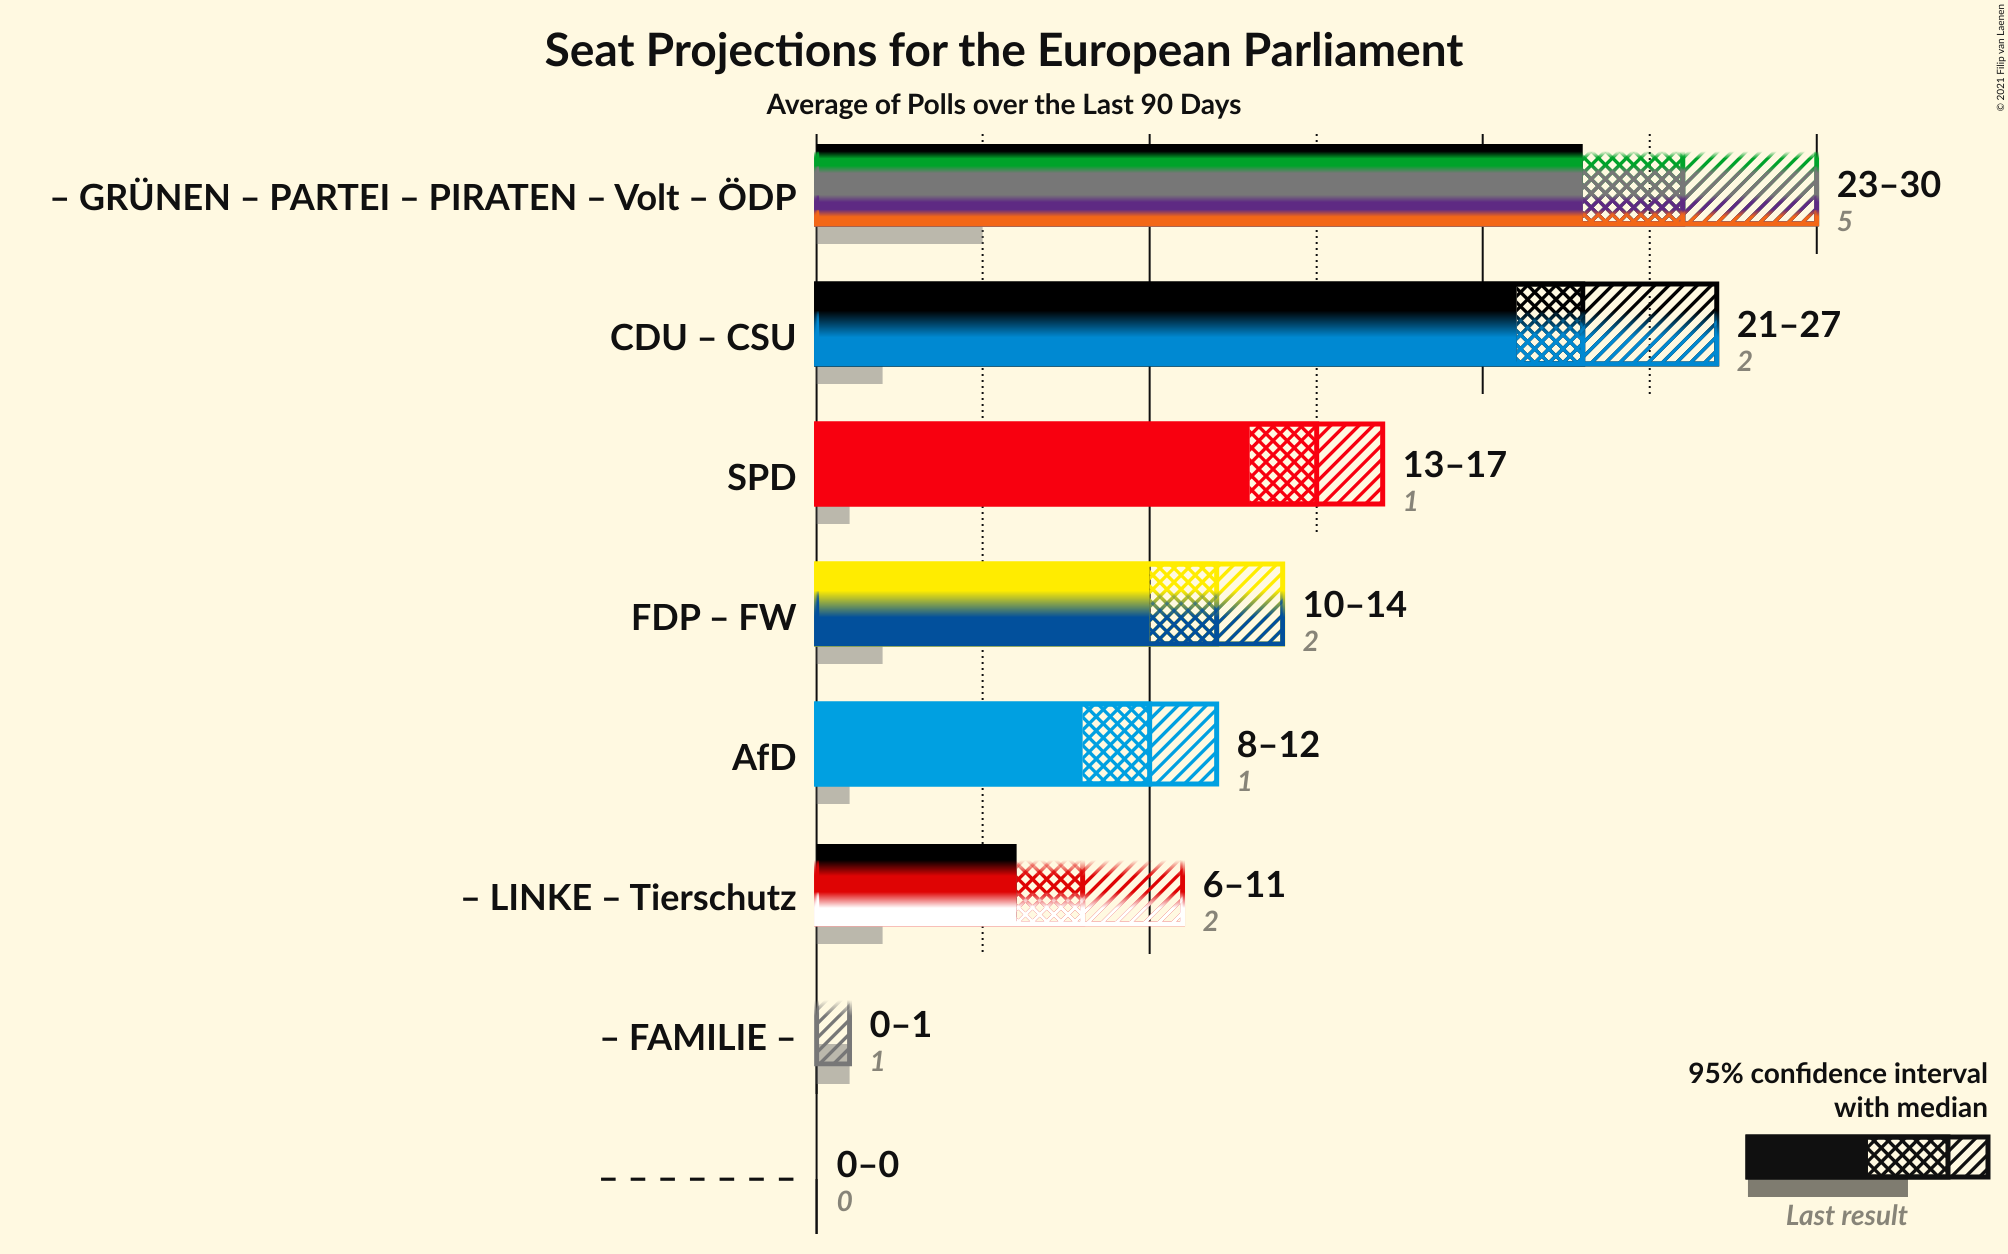 Seat Projections for the European Parliament
Average of Polls over the Last 90 Days
© 2021 Filip van Laenen
– GRÜNEN – PARTEI – PIRATEN – Volt – ÖDP
23–30
5
CDU – CSU
21–27
2
SPD
13–17
1
FDP – FW
10–14
2
AfD
8–12
1
– LINKE – Tierschutz
6–11
2
– FAMILIE –
0–1
1
– – – – – – –
0–0
0
95% confidence interval
with median
Last result